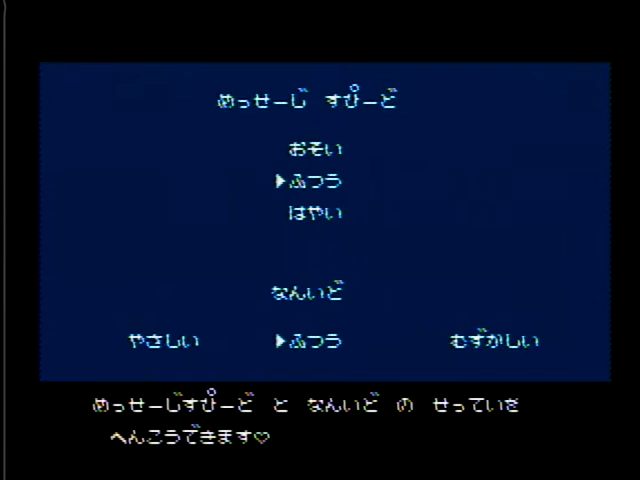 めっせーじ すぴーど
おそい
▶ふつう
はやい
なんいど
やさしい ▶ふつう むずかしい
めっせーじすぴーど と なんいど の せっていを
へんこうできます♡